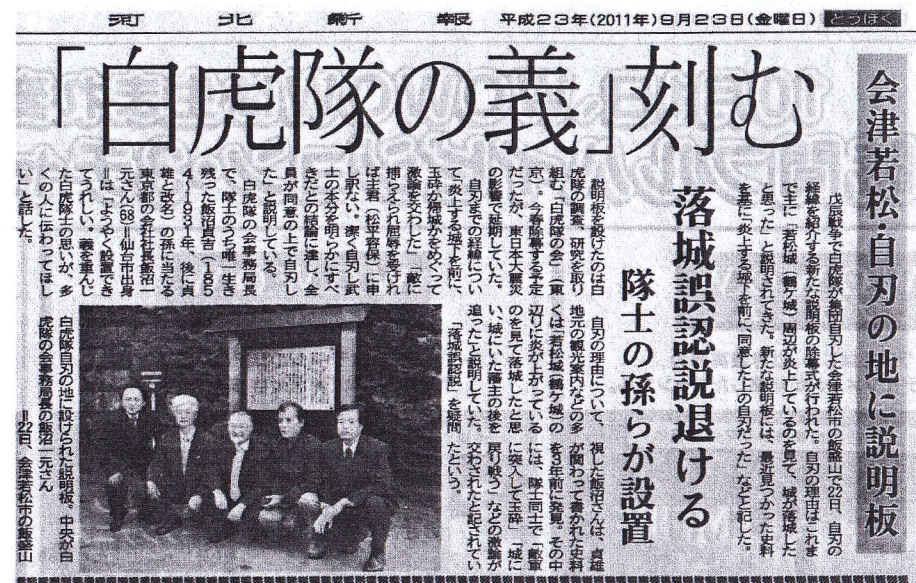 河北新報 平成23年(2011年)9月23日(金曜日) とうほく
「白虎隊の義」刻む
会津若松・自刃の地に説明板
落城誤認説退ける
隊士の孫らが設置
戊辰戦争で白虎隊が集団自刃した会津若松市の飯盛山で22日、自刃の
経緯を紹介する新たな説明板の除幕式が行われた。自刃の理由はこれま
で主に「若松城(鶴ケ城)周辺が炎上しているのを見て、城が落城した
と思った」と説明されてきた。新たな説明板には、最近見つかった史料
を基に「炎上する城下を前に、同意した上の自刃だった」などと記した。
自刃の理由について、
地元の観光案内などの多
くは「若松城(鶴ケ城)の
辺りに炎が上がっている
のを見て落城したと思
い、城にいた藩主の後を
追った」と説明していた。
「落城誤認説」を疑問
視した飯沼さんは、貞雄
が関わって書かれた史料
を3年前に発見。その中
には、隊士同士で「敵軍
に突入して玉砕」「城に
戻り戦う」などの激論が
交わされたと記されてい
たという。
説明板を設けたのは白
虎隊の調査、研究を取り
組む「白虎隊の会」(東
京)。今春除幕する予定
だったが、東日本大震災
の影響で延期していた。
自刃までの経緯につい
て「炎上する城下を前に、
玉砕か帰城かをめぐって
激論を交わした」「敵に
捕らえられ屈辱を受けれ
ば主君(松平容保)に申
し訳ない。潔く自刃し武
士の本分を明らかにすべ
きだとの結論に達し、全
員が同意の上で自刃し
た」と説明している。
白虎隊の会事務局長
で、隊士のうち唯一生き
残った飯沼貞吉(185
4〜1931年、後に貞
雄と改名)の孫に当たる
東京都の会社社長飯沼一
元さん(68)=仙台市出身
=は「ようやく設置でき
てうれしい。義を重んじ
た白虎隊士の思いが、多
くの人に伝わってほし
い」と話した。
白虎隊自刃の地に設けられた説明板。中央が白
虎隊の会事務局長の飯沼一元さん
=22日、会津若松市の飯盛山